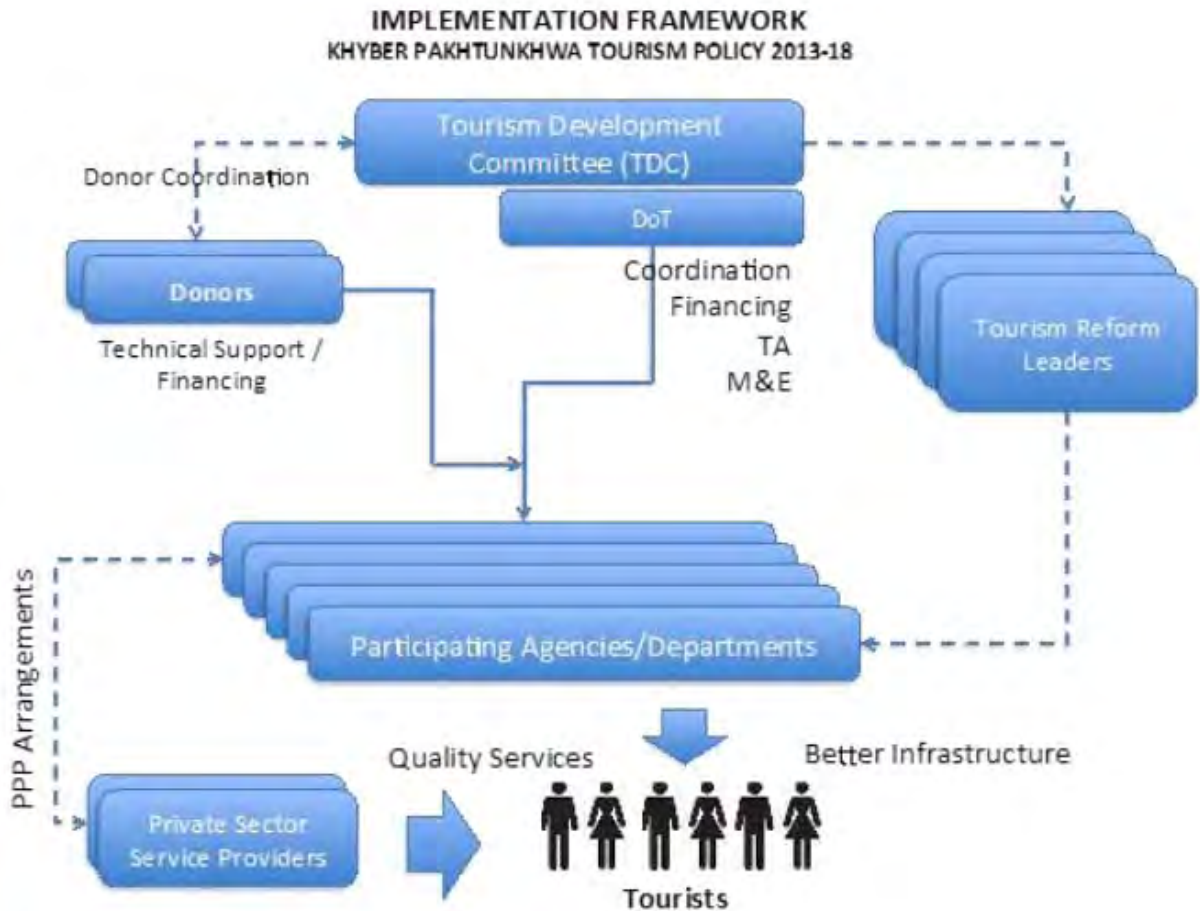 IMPLEMENTATION FRAMEWORK
KHYBER PAKHTUNKHWA TOURISM POLICY 2013-18
Tourism Development
Committee (TDC)
Donor Coordination
DoT
Donors
Coordination
Financing
TA
M&E
Technical Support /
Financing
Tourism Reform
Leaders
Participating Agencies/Departments
PPP Arrangements
Quality Services
Better Infrastructure
Private Sector
Service Providers
Tourists